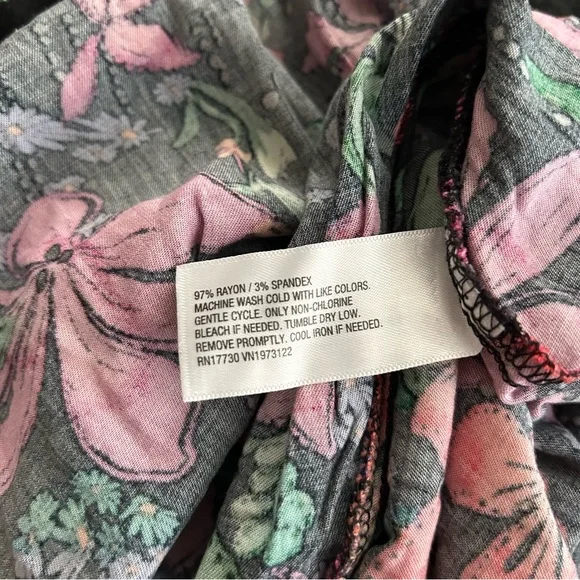 97% RAYON / 3% SPANDEX
MACHINE WASH COLD WITH LIKE COLORS.
GENTLE CYCLE. ONLY NON-CHLORINE
BLEACH IF NEEDED. TUMBLE DRY LOW.
REMOVE PROMPTLY. COOL IRON IF NEEDED.
RN17730 VN1973122